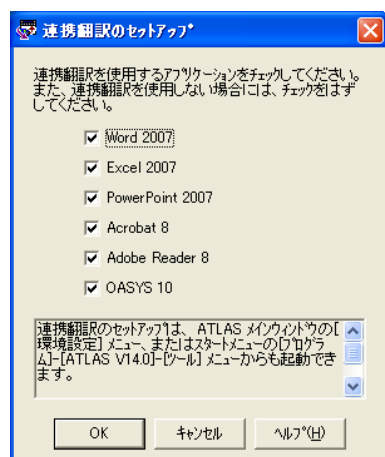 連携翻訳のセットアップ
連携翻訳を使用するアプリケーションをチェックしてください。
また、連携翻訳を使用しない場合には、チェックをはず
してください。
Word 2007
Excel 2007
PowerPoint 2007
Acrobat 8
Adobe Reader 8
OASYS 10
連携翻訳のセットアップは、ATLAS メインウィンドウの[
環境設定] メニュー、またはスタートメニューの[プログラ
ム]-[ATLAS V14.0]-[ツール] メニューからも起動でき
ます。
OK
キャンセル
ヘルプ(H)